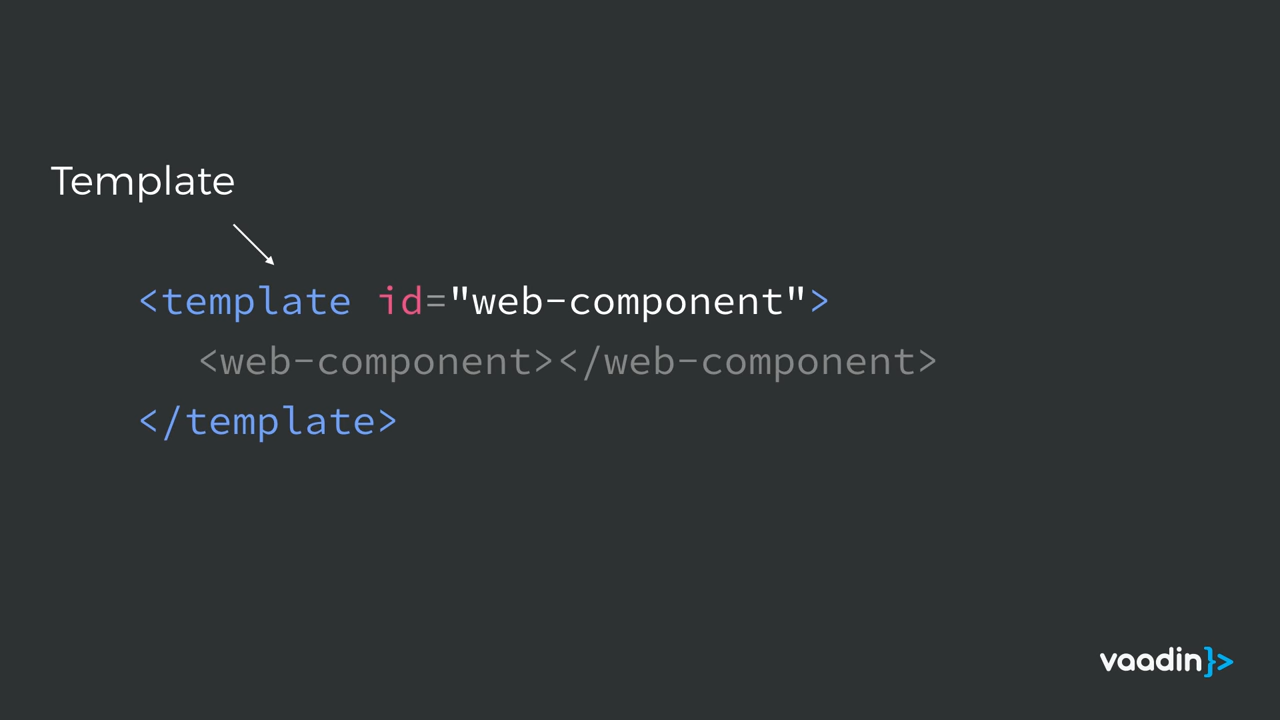 Template
<template id="web-component">
<web-component></web-component>
</template>
vaadin}>